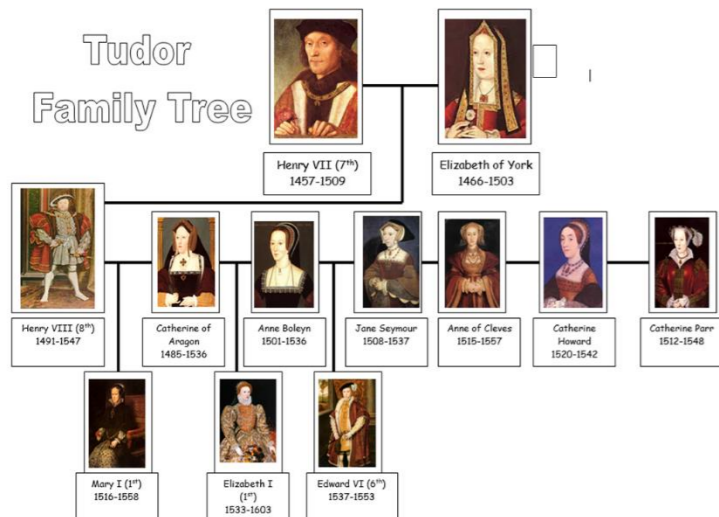 Tudor
Family Tree
Henry VII (7th)
1457-1509
Elizabeth of York
1466-1503
Henry VIII (8th)
1491-1547
Catherine of
Aragon
1485-1536
Anne Boleyn
1501-1536
Jane Seymour
1508-1537
Anne of Cleves
1515-1557
Catherine
Howard
1520-1542
Catherine Parr
1512-1548
Mary I (1st)
1516-1558
Elizabeth I
(1st)
1533-1603
Edward VI (6th)
1537-1553